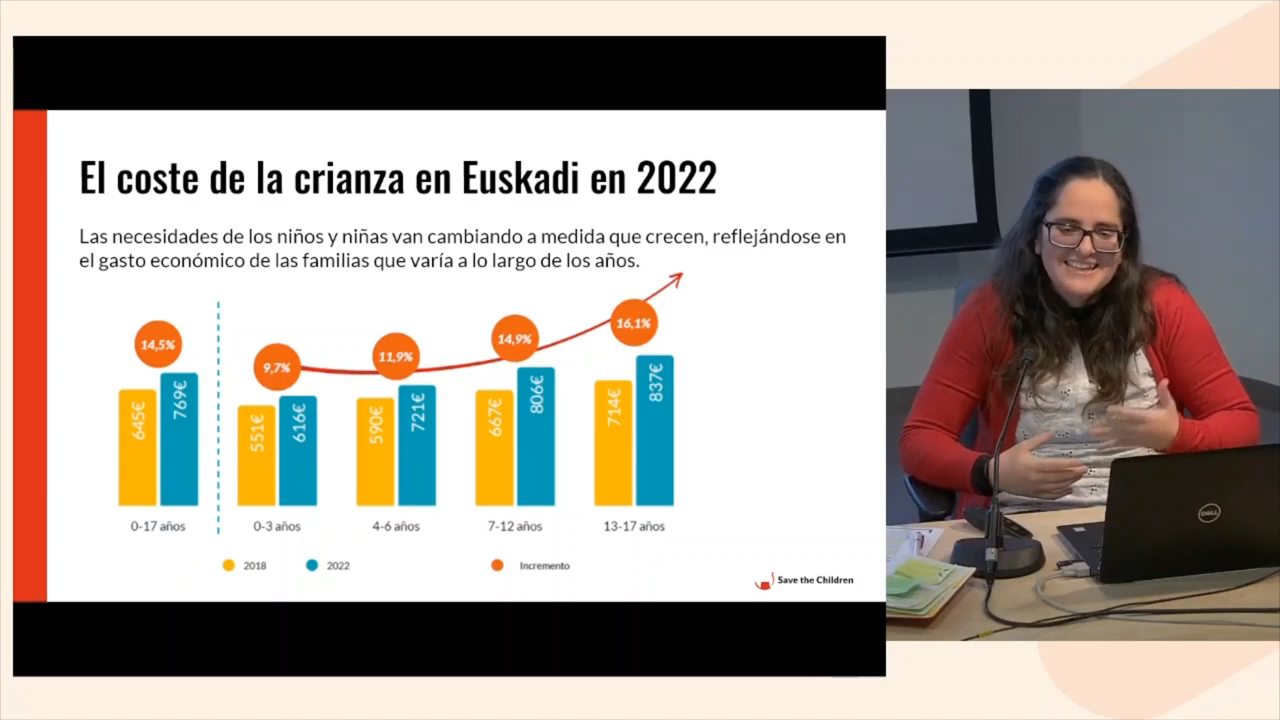 El coste de la crianza en Euskadi en 2022
Las necesidades de los niños y niñas van cambiando a medida que crecen, reflejándose en
el gasto económico de las familias que varía a lo largo de los años.
14,5%
9,7%
11,9%
14,9%
16,1%
645€
769€
551€
616€
590€
721€
667€
806€
714€
837€
0-17 años
0-3 años
4-6 años
7-12 años
13-17 años
2018
2022
Incremento
Save the Children
DELL